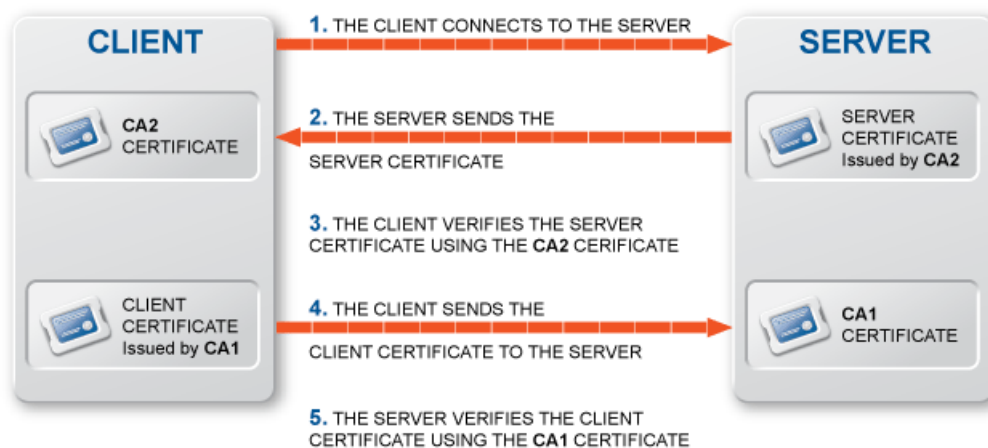 CLIENT
1. THE CLIENT CONNECTS TO THE SERVER
SERVER
CA2
CERTIFICATE
2. THE SERVER SENDS THE
SERVER CERTIFICATE
SERVER
CERTIFICATE
Issued by CA2
3. THE CLIENT VERIFIES THE SERVER
CERTIFICATE USING THE CA2 CERIFICATE
CLIENT
CERTIFICATE
Issued by CA1
4. THE CLIENT SENDS THE
CLIENT CERTIFICATE TO THE SERVER
CA1
CERTIFICATE
5. THE SERVER VERIFIES THE CLIENT
CERTIFICATE USING THE CA1 CERTIFICATE